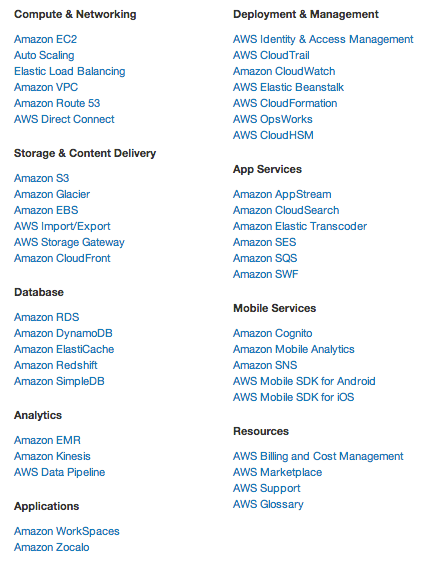 Compute & Networking
Amazon EC2
Auto Scaling
Elastic Load Balancing
Amazon VPC
Amazon Route 53
AWS Direct Connect
Storage & Content Delivery
Amazon S3
Amazon Glacier
Amazon EBS
AWS Import/Export
AWS Storage Gateway
Amazon CloudFront
Database
Amazon RDS
Amazon DynamoDB
Amazon ElastiCache
Amazon Redshift
Amazon SimpleDB
Analytics
Amazon EMR
Amazon Kinesis
AWS Data Pipeline
Applications
Amazon WorkSpaces
Amazon Zocalo
Deployment & Management
AWS Identity & Access Management
AWS CloudTrail
Amazon CloudWatch
AWS Elastic Beanstalk
AWS CloudFormation
AWS OpsWorks
AWS CloudHSM
App Services
Amazon AppStream
Amazon CloudSearch
Amazon Elastic Transcoder
Amazon SES
Amazon SQS
Amazon SWF
Mobile Services
Amazon Cognito
Amazon Mobile Analytics
Amazon SNS
AWS Mobile SDK for Android
AWS Mobile SDK for iOS
Resources
AWS Billing and Cost Management
AWS Marketplace
AWS Support
AWS Glossary